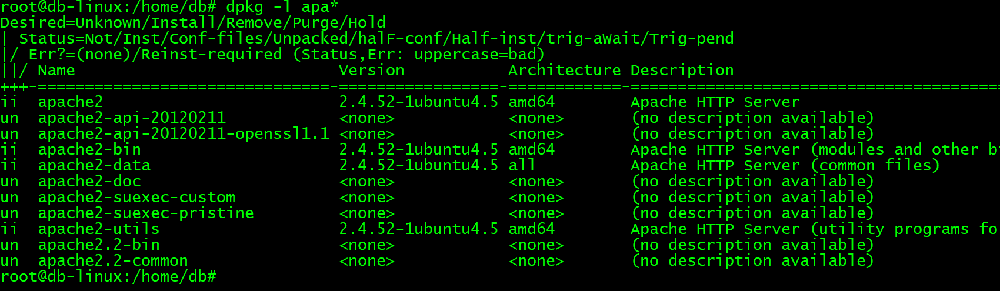 root@db-linux:/home/db# dpkg -l apa*
Desired=Unknown/Install/Remove/Purge/Hold
| Status=Not/Inst/Conf-files/Unpacked/halF-conf/Half-inst/trig-aWait/Trig-pend
|/ Err?=(none)/Reinst-required (Status,Err: uppercase=bad)
||/ Name                            Version           Architecture Description
+++-===============================-=================-============-=======================================
ii  apache2                         2.4.52-1ubuntu4.5 amd64        Apache HTTP Server
un  apache2-api-20120211            <none>            <none>       (no description available)
un  apache2-api-20120211-openssl1.1 <none>            <none>       (no description available)
ii  apache2-bin                     2.4.52-1ubuntu4.5 amd64        Apache HTTP Server (modules and other b
ii  apache2-data                    2.4.52-1ubuntu4.5 all          Apache HTTP Server (common files)
un  apache2-doc                     <none>            <none>       (no description available)
un  apache2-suexec-custom           <none>            <none>       (no description available)
un  apache2-suexec-pristine         <none>            <none>       (no description available)
ii  apache2-utils                   2.4.52-1ubuntu4.5 amd64        Apache HTTP Server (utility programs fo
un  apache2.2-bin                   <none>            <none>       (no description available)
un  apache2.2-common                <none>            <none>       (no description available)
root@db-linux:/home/db#